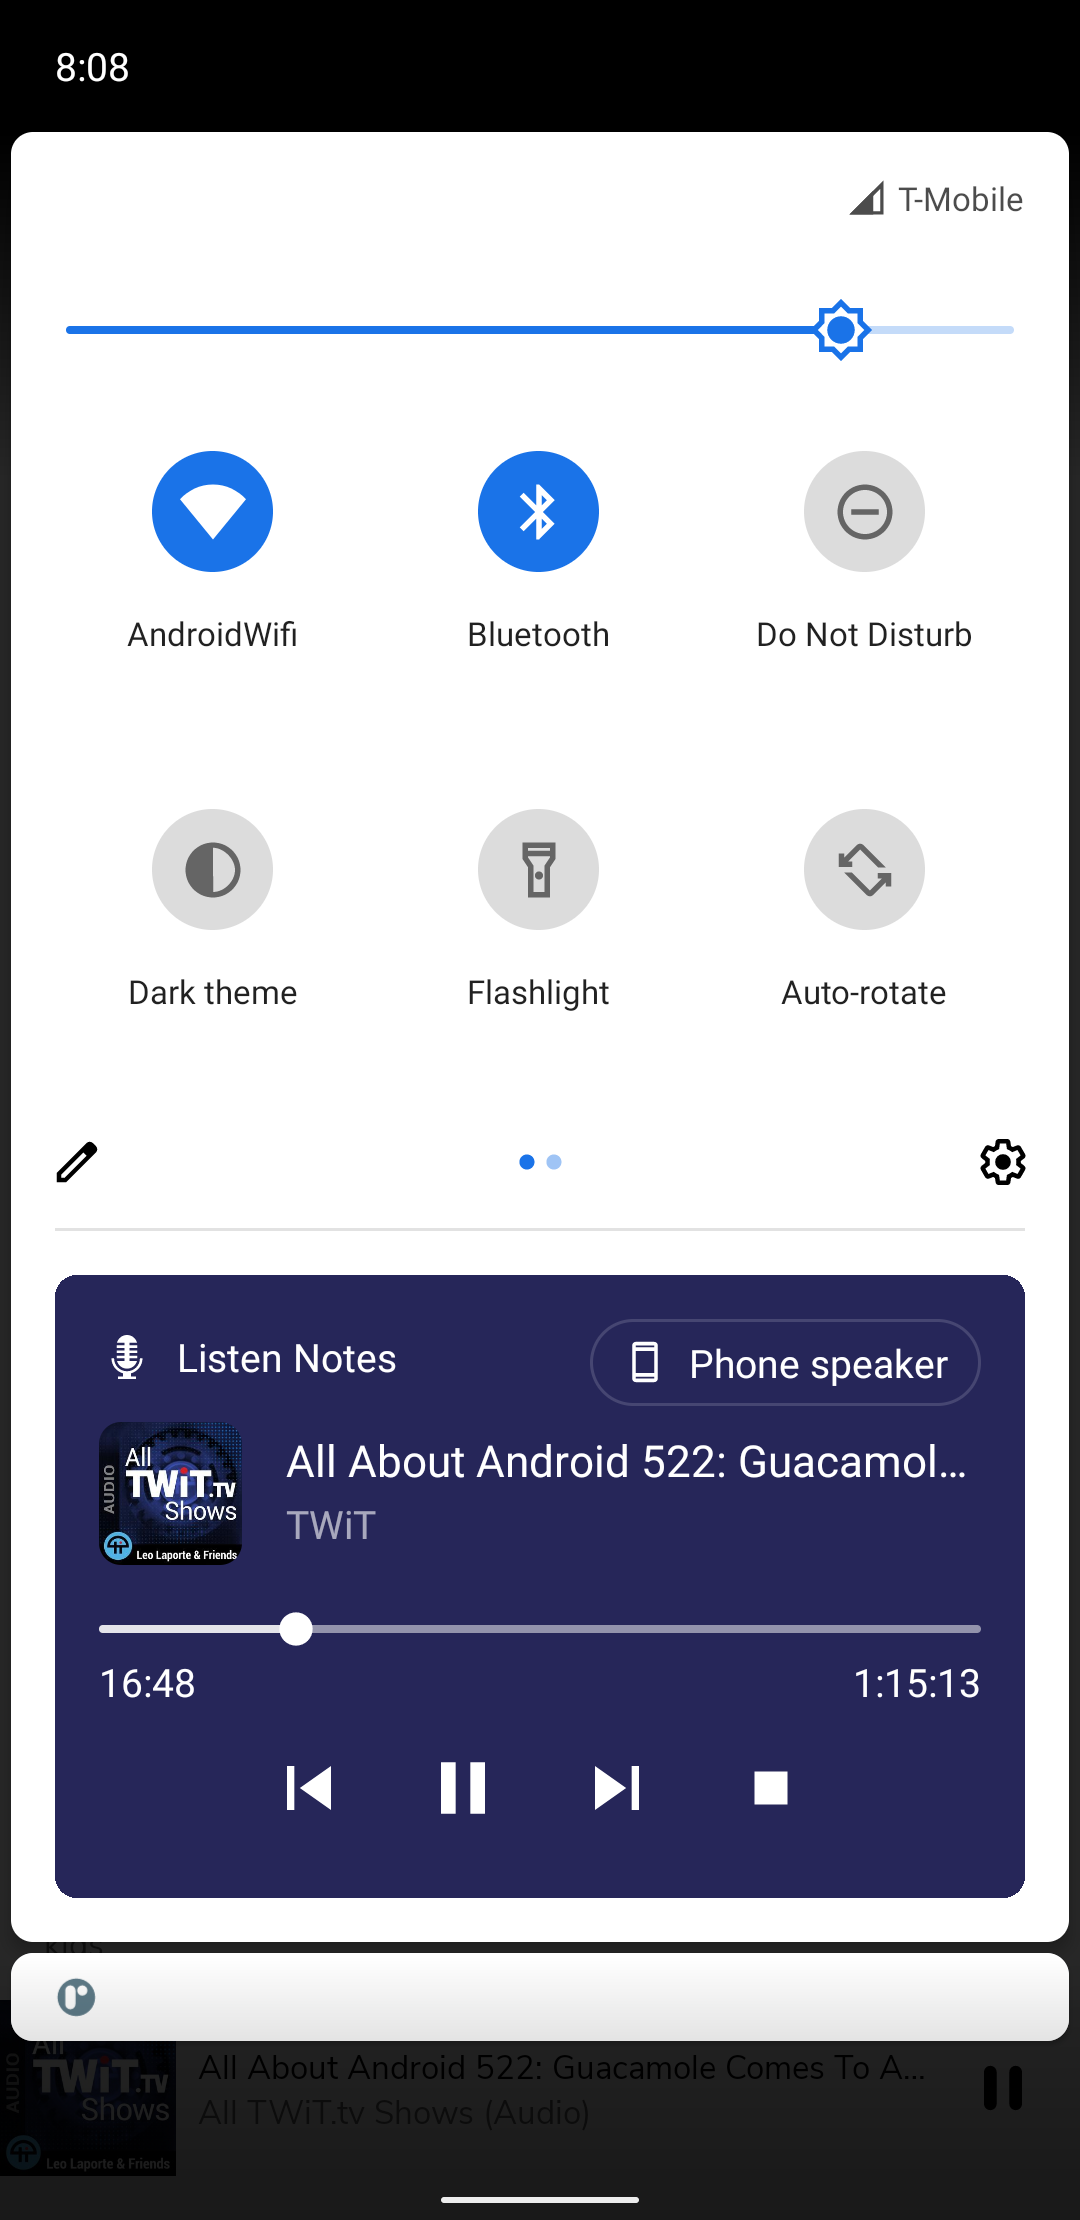 8:08
T-Mobile
AndroidWifi
Bluetooth
Do Not Disturb
Dark theme
Flashlight
Auto-rotate
Listen Notes
Phone speaker
All
AUDIO
TWiT.TV
Shows
Leo Laporte & Friends
All About Android 522: Guacamol...
TWiT
16:48
1:15:13
kids
All
AUDIO
TWiT.TV
Shows
Leo Laporte & Friends
All About Android 522: Guacamole Comes To A...
All TWiT.tv Shows (Audio)